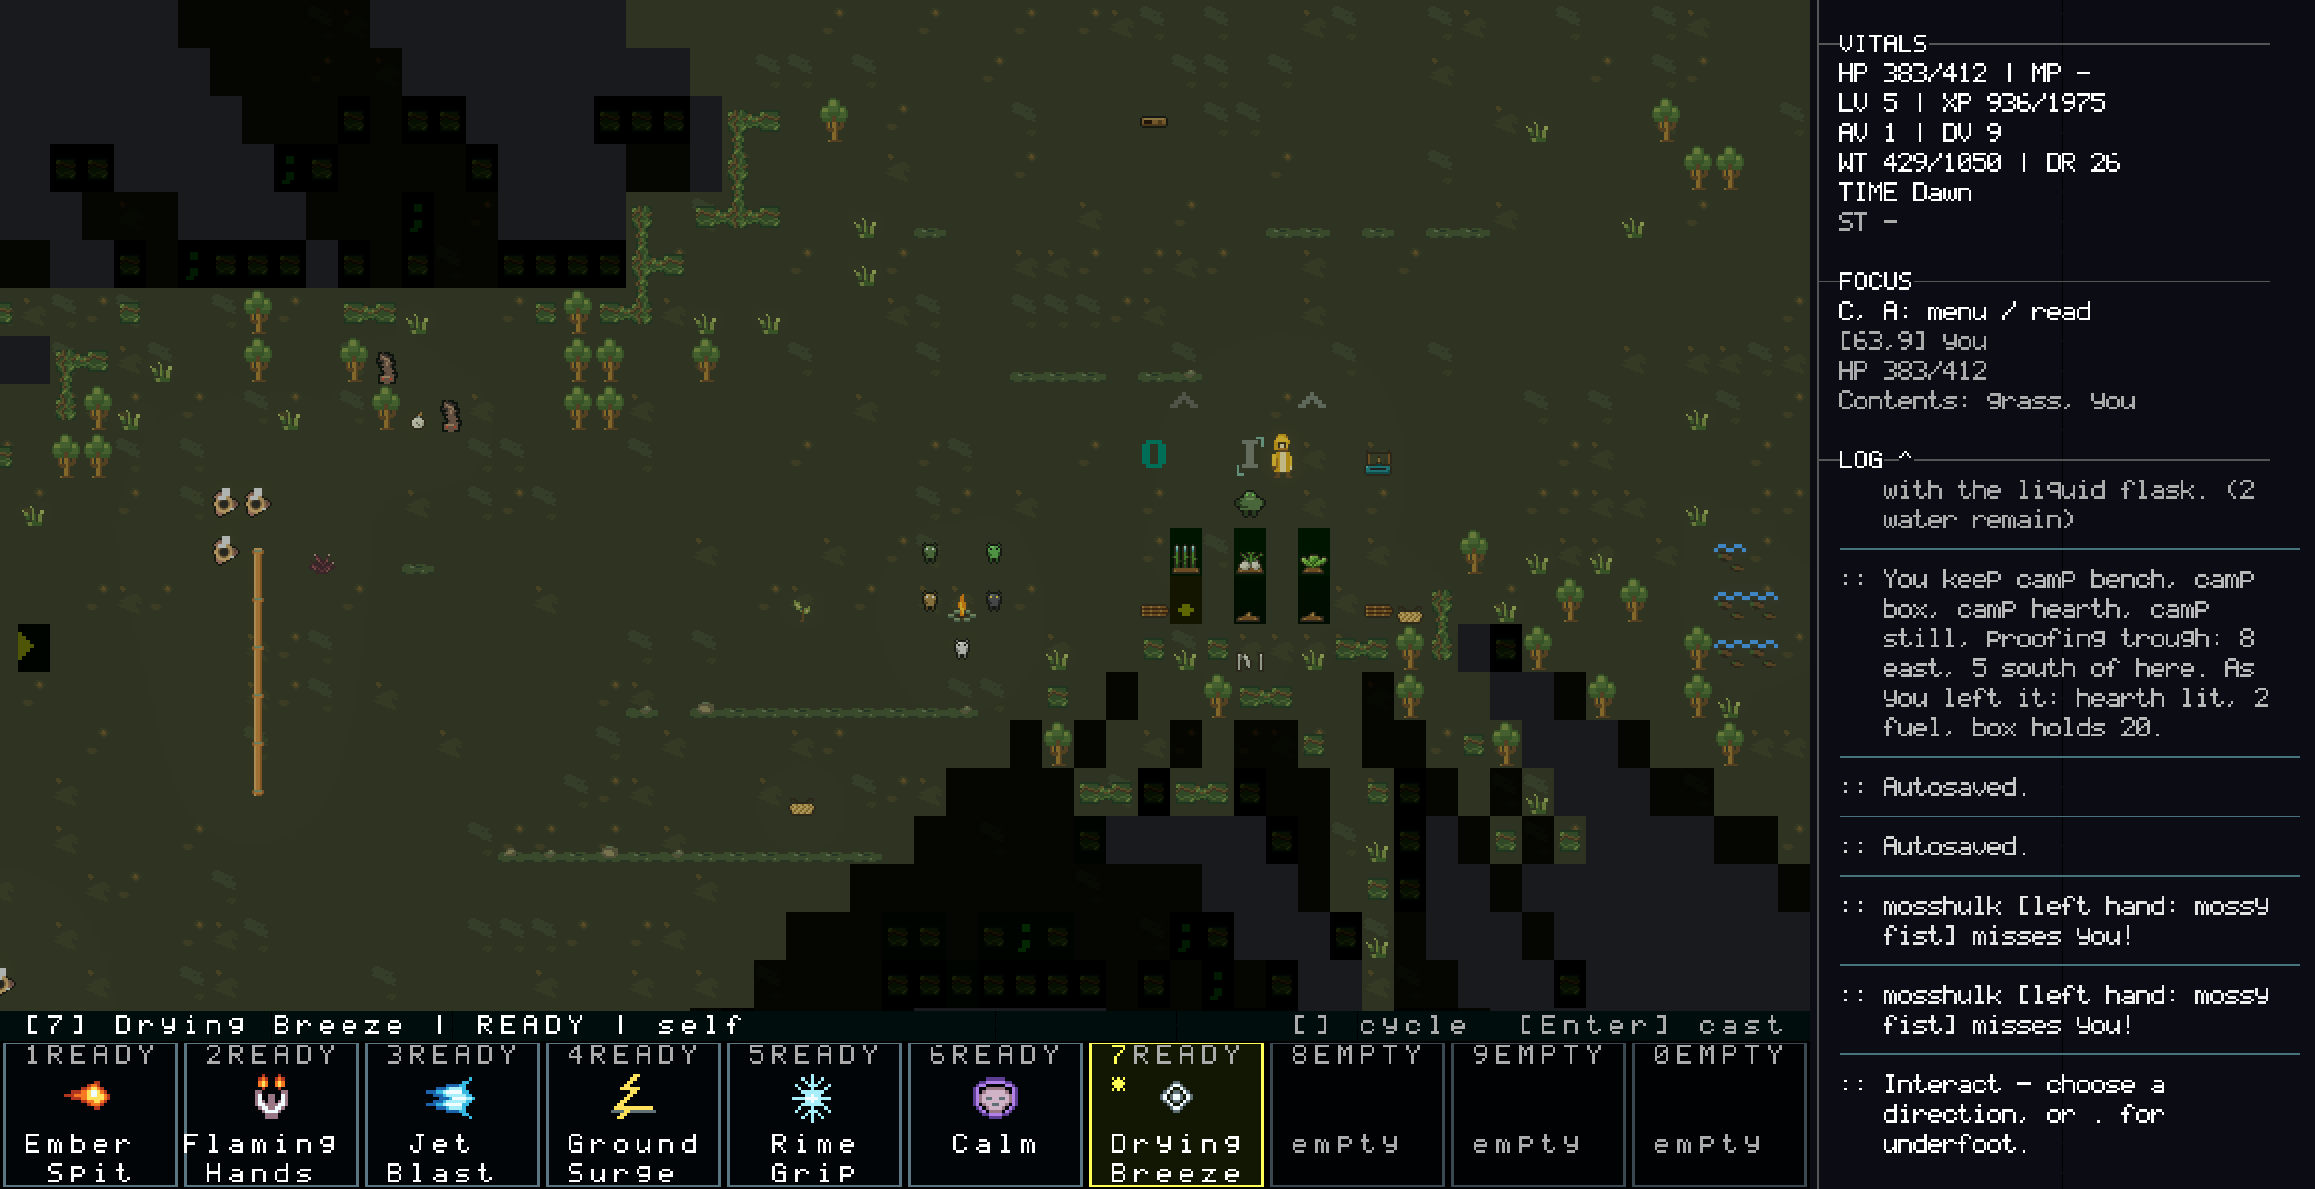 VITALS
HP 383/412 | MP -
LV 5 | XP 936/1975
AV 1 | DV 9
WT 429/1050 | DR 26
TIME Dawn
ST -
FOCUS
C, A: menu / read
[63,9] you
HP 383/412
Contents: grass, you
LOG ^
with the liquid flask. (2
water remain)
:: You keep camp bench, camp
box, camp hearth, camp
still, proofing trough: 8
east, 5 south of here. As
you left it: hearth lit, 2
fuel, box holds 20.
:: Autosaved.
:: Autosaved.
:: mosshulk [left hand: mossy
fist] misses you!
:: mosshulk [left hand: mossy
fist] misses you!
:: Interact - choose a
direction, or . for
underfoot.
[7] Drying Breeze | READY | self
[] cycle [Enter] cast
1READY
Ember
Spit
2READY
Flaming
Hands
3READY
Jet
Blast
4READY
Ground
Surge
5READY
Rime
Grip
6READY
Calm
7READY
Drying
Breeze
8EMPTY
empty
9EMPTY
empty
0EMPTY
empty